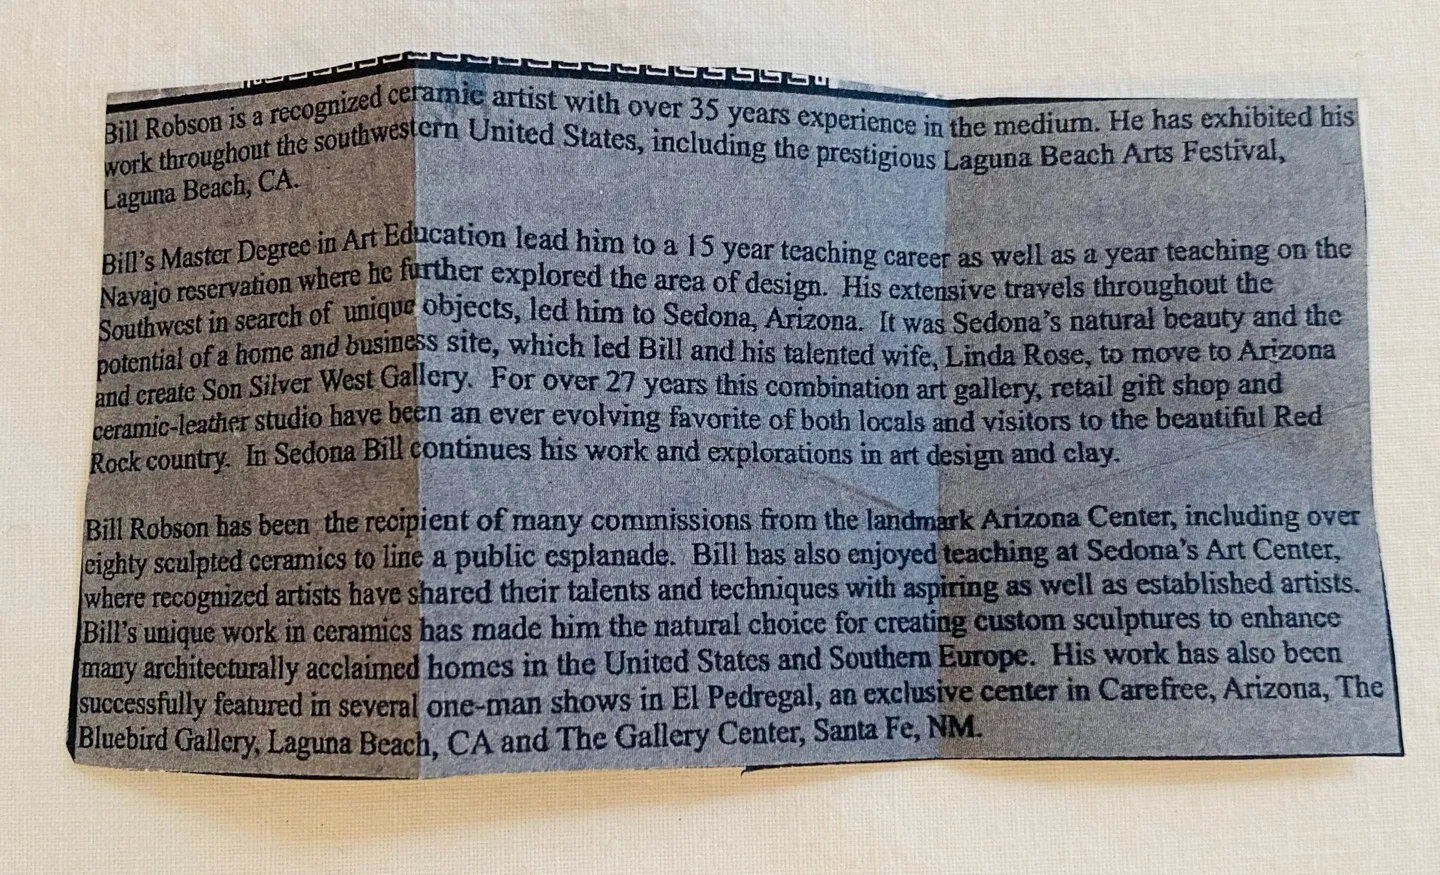 Bill Robson is a recognized ceramic artist with over 35 years experience in the medium. He has exhibited his
work throughout the southwestern United States, including the prestigious Laguna Beach Arts Festival,
Laguna Beach, CA.
Bill's Master Degree in Art Education lead him to a 15 year teaching career as well as a year teaching on the
Navajo reservation where he further explored the area of design. His extensive travels throughout the
Southwest in search of unique objects, led him to Sedona, Arizona. It was Sedona's natural beauty and the
potential of a home and business site, which led Bill and his talented wife, Linda Rose, to move to Arizona
and create Son Silver West Gallery. For over 27 years this combination art gallery, retail gift shop and
ceramic-leather studio have been an ever evolving favorite of both locals and visitors to the beautiful Red
Rock country. In Sedona Bill continues his work and explorations in art design and clay.
Bill Robson has been the recipient of many commissions from the landmark Arizona Center, including over
eighty sculpted ceramics to line a public esplanade. Bill has also enjoyed teaching at Sedona's Art Center,
where recognized artists have shared their talents and techniques with aspiring as well as established artists.
Bill's unique work in ceramics has made him the natural choice for creating custom sculptures to enhance
many architecturally acclaimed homes in the United States and Southern Europe. His work has also been
successfully featured in several one-man shows in El Pedregal, an exclusive center in Carefree, Arizona, The
Bluebird Gallery, Laguna Beach, CA and The Gallery Center, Santa Fe, NM.